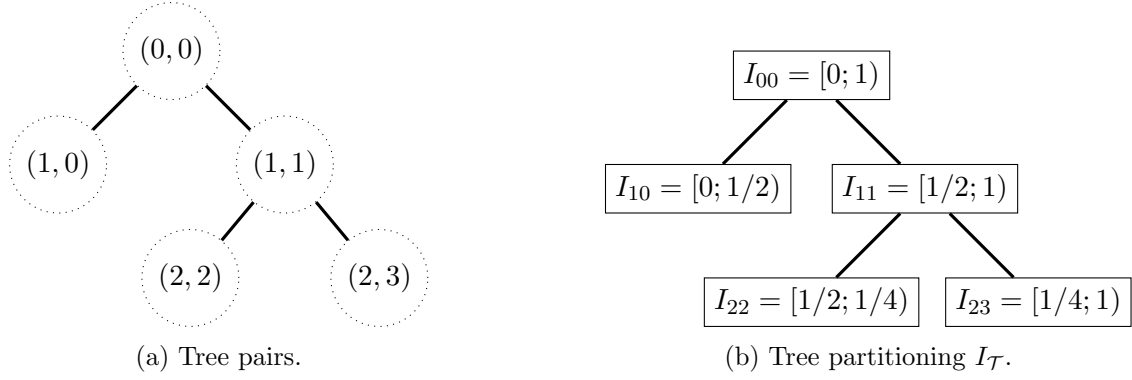 (0, 0)
(1, 0)
(1, 1)
(2, 2)
(2, 3)
(a) Tree pairs.
I₀₀ = [0; 1)
I₁₀ = [0; 1/2)
I₁₁ = [1/2; 1)
I₂₂ = [1/2; 1/4)
I₂₃ = [1/4; 1)
(b) Tree partitioning I_𝒯.